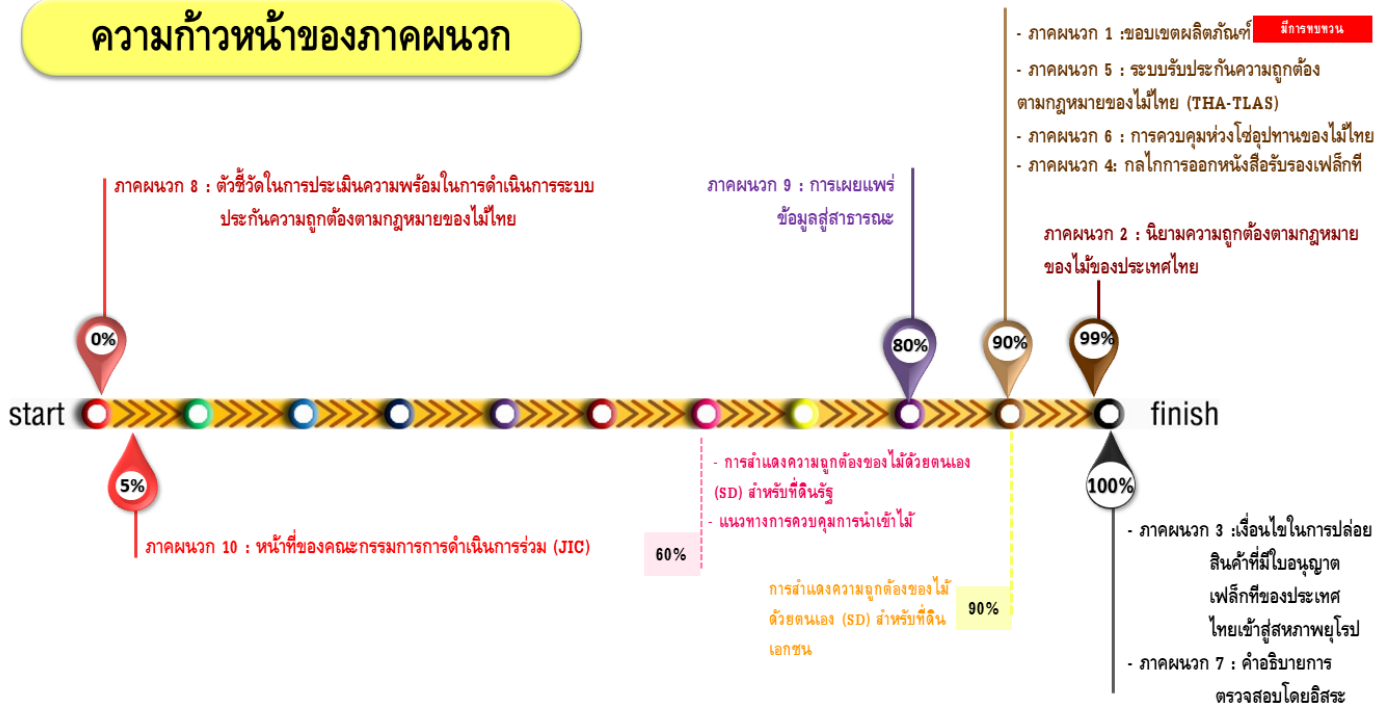 ความก้าวหน้าของภาคผนวก
- ภาคผนวก 1 :ขอบเขตผลิตภัณฑ์ มีการทบทวน
- ภาคผนวก 5 : ระบบรับประกันความถูกต้อง
ตามกฎหมายของไม้ไทย (THA-TLAS)
- ภาคผนวก 6 : การควบคุมห่วงโซ่อุปทานของไม้ไทย
- ภาคผนวก 4: กลไกการออกหนังสือรับรองเฟล็กที
ภาคผนวก 8 : ตัวชี้วัดในการประเมินความพร้อมในการดำเนินการระบบ
ประกันความถูกต้องตามกฎหมายของไม้ไทย
ภาคผนวก 9 : การเผยแพร่
ข้อมูลสู่สาธารณะ
ภาคผนวก 2 : นิยามความถูกต้องตามกฎหมาย
ของไม้ของประเทศไทย
0%
80%
90%
99%
start
finish
5%
100%
ภาคผนวก 10 : หน้าที่ของคณะกรรมการการดำเนินการร่วม (JIC)
- การสำแดงความถูกต้องของไม้ด้วยตนเอง
(SD) สำหรับที่ดินรัฐ
- แนวทางการควบคุมการนำเข้าไม้
60%
การสำแดงความถูกต้องของไม้
ด้วยตนเอง (SD) สำหรับที่ดิน
เอกชน
90%
- ภาคผนวก 3 :เงื่อนไขในการปล่อย
สินค้าที่มีใบอนุญาต
เฟล็กทีของประเทศ
ไทยเข้าสู่สหภาพยุโรป
- ภาคผนวก 7 : คำอธิบายการ
ตรวจสอบโดยอิสระ